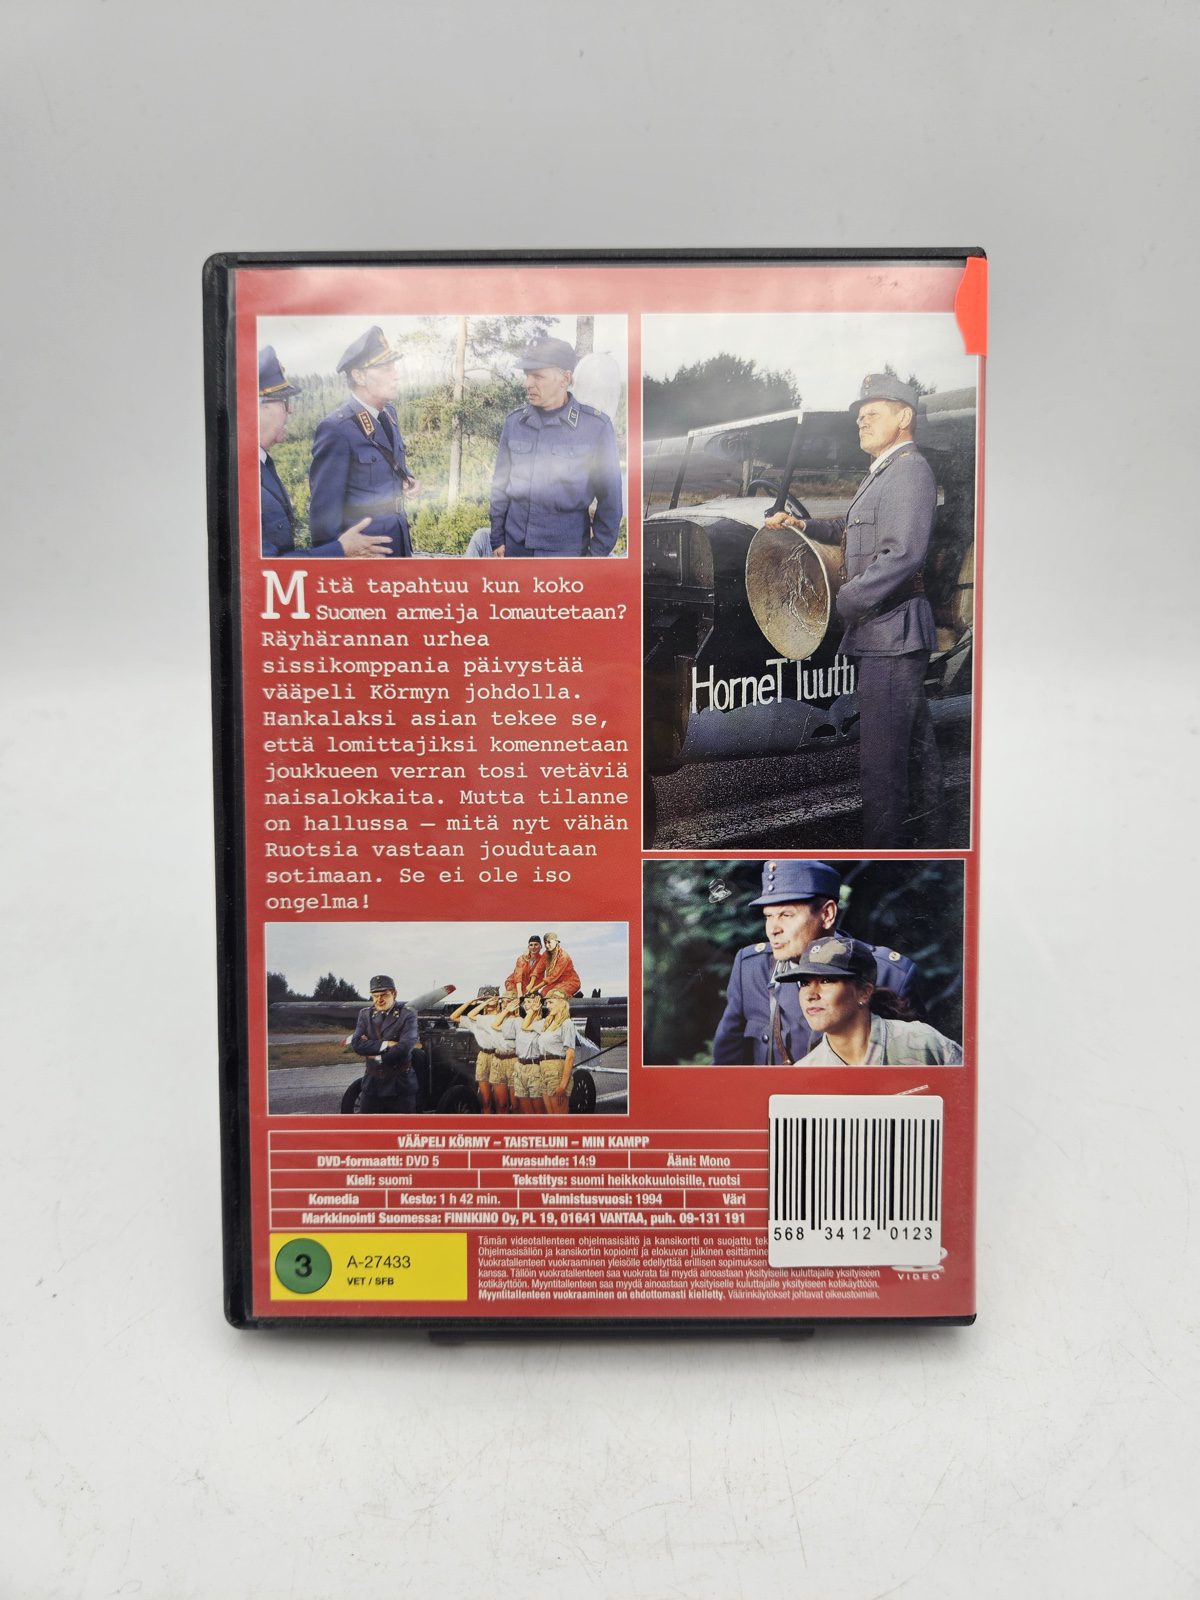 HorneT Tuutti
Mitä tapahtuu kun koko
Suomen armeija lomautetaan?
Räyhärannan urhea
sissikomppania päivystää
vääpeli Körmyn johdolla.
Hankalaksi asian tekee se,
että lomittajiksi komennetaan
joukkueen verran tosi vetäviä
naisalokkaita. Mutta tilanne
on hallussa – mitä nyt vähän
Ruotsia vastaan joudutaan
sotimaan. Se ei ole iso
ongelma!
VÄÄPELI KÖRMY – TAISTELUNI – MIN KAMPP
DVD-formaatti: DVD 5 Kuvasuhde: 14:9 Ääni: Mono
Kieli: suomi Tekstitys: suomi heikkokuuloisille, ruotsi
Komedia Kesto: 1 h 42 min. Valmistusvuosi: 1994 Väri
Markkinointi Suomessa: FINNKINO Oy, PL 19, 01641 VANTAA, puh. 09-131 191
568 3412 0123
3 A-27433
VET / SFB
Tämän videotallenteen ohjelmasisältö ja kansikortti on suojattu
Ohjelmasisällön ja kansikortin kopiointi ja elokuvan julkinen esittäminen
Vuokratallenteen vuokraaminen yleisölle edellyttää erillisen sopimuksen
kanssa. Tällöin vuokratallenteen saa vuokrata tai myydä ainoastaan yksityiselle kuluttajalle yksityiseen
kotikäyttöön. Myyntitallenteen saa myydä ainoastaan yksityiselle kuluttajalle yksityiseen kotikäyttöön.
Myyntitallenteen vuokraaminen on ehdottomasti kielletty. Väärinkäytökset johtavat oikeustoimiin.
VIDEO